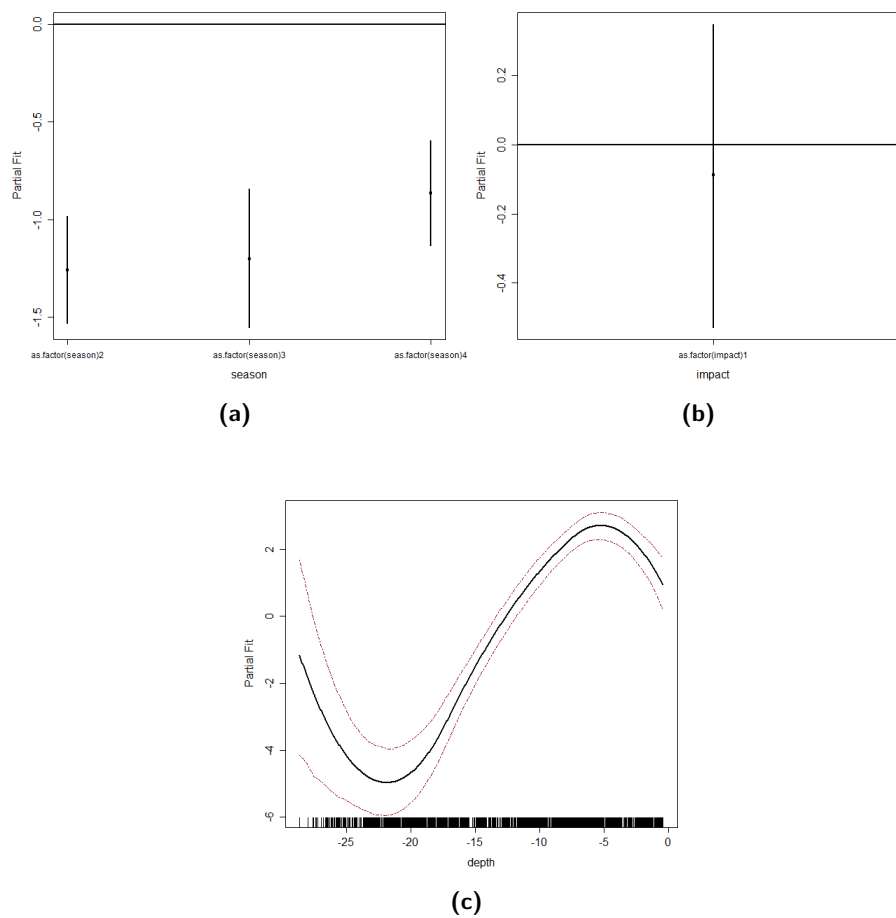 0.0
-0.5
-1.0
-1.5
Partial Fit
as.factor(season)2 as.factor(season)3 as.factor(season)4
season
(a)
0.2
0.0
-0.2
-0.4
Partial Fit
as.factor(impact)1
impact
(b)
2
0
-2
-4
-6
Partial Fit
-25 -20 -15 -10 -5 0
depth
(c)